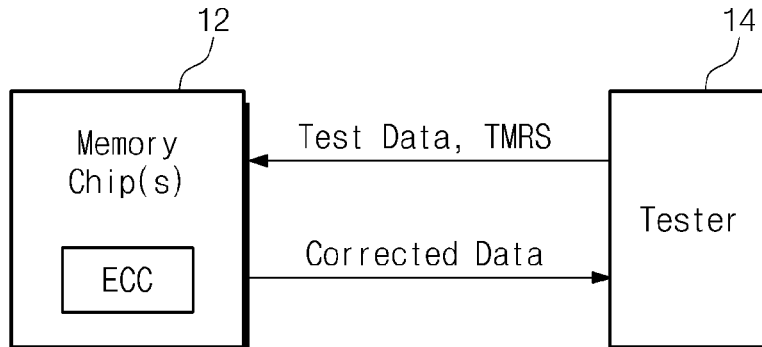 12
14
Memory
Chip(s)
ECC
Test Data, TMRS
Corrected Data
Tester